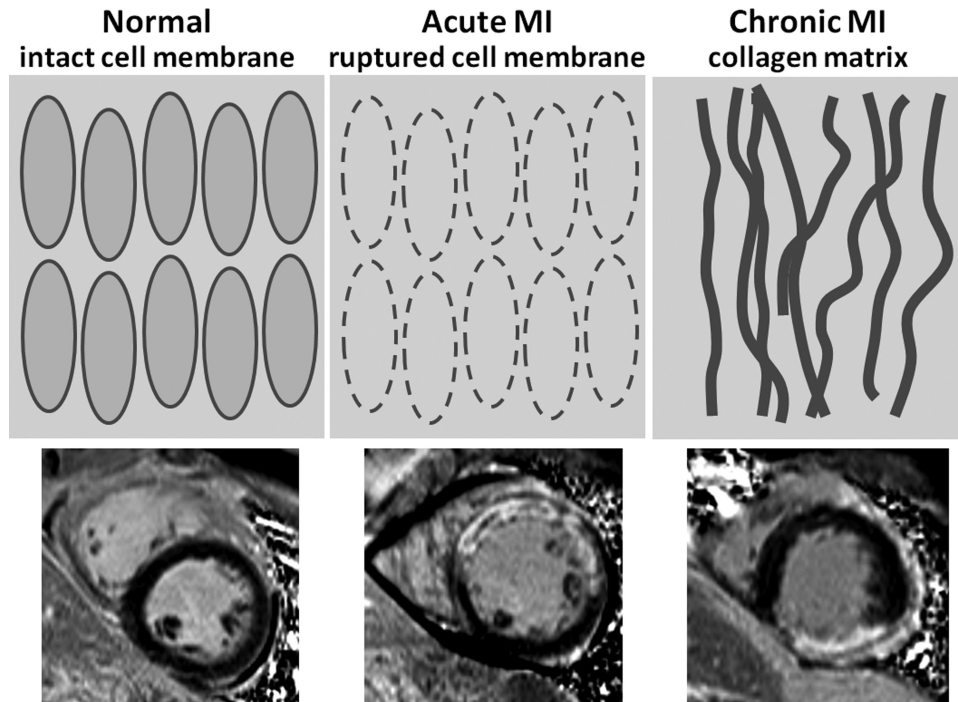 Normal
intact cell membrane
Acute MI
ruptured cell membrane
Chronic MI
collagen matrix